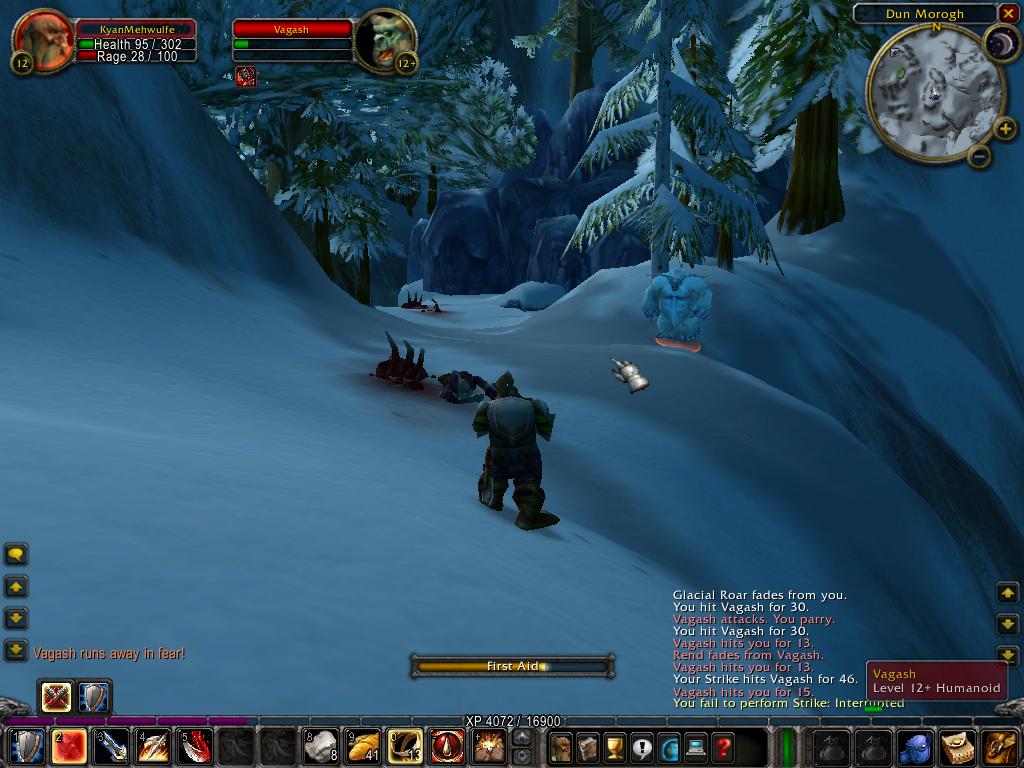 KyanMehwulfe
Health 95 / 302
Rage 28 / 100
12
Vagash
12+
Dun Morogh
N
Glacial Roar fades from you.
You hit Vagash for 30.
Vagash attacks. You parry.
You hit Vagash for 30.
Vagash hits you for 13.
Rend fades from Vagash.
Vagash hits you for 13.
Your Strike hits Vagash for 46.
Vagash hits you for 15.
You fail to perform Strike: Interrupted
Vagash runs away in fear!
First Aid
Vagash
Level 12+ Humanoid
XP 4072 / 16900
1
2
3
4
5
8
8
9
41
0
13
-
+